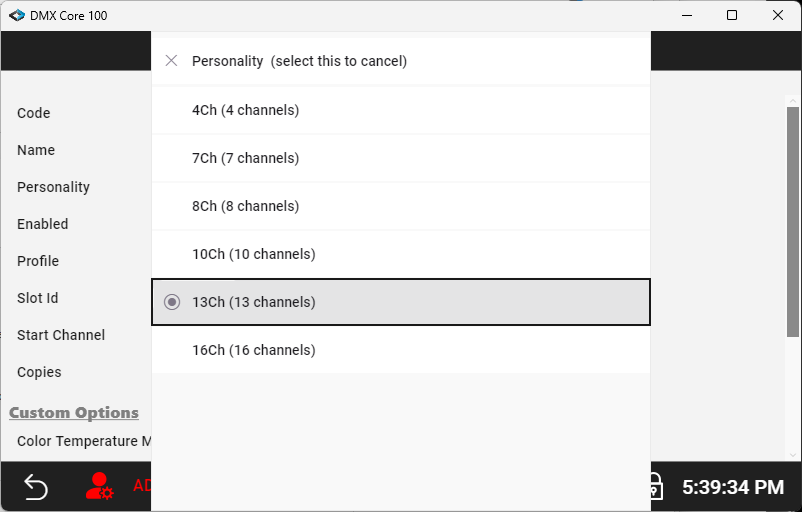 DMX Core 100
Personality (select this to cancel)
4Ch (4 channels)
7Ch (7 channels)
8Ch (8 channels)
10Ch (10 channels)
13Ch (13 channels)
16Ch (16 channels)
Code
Name
Personality
Enabled
Profile
Slot Id
Start Channel
Copies
Custom Options
Color Temperature M
AD
5:39:34 PM